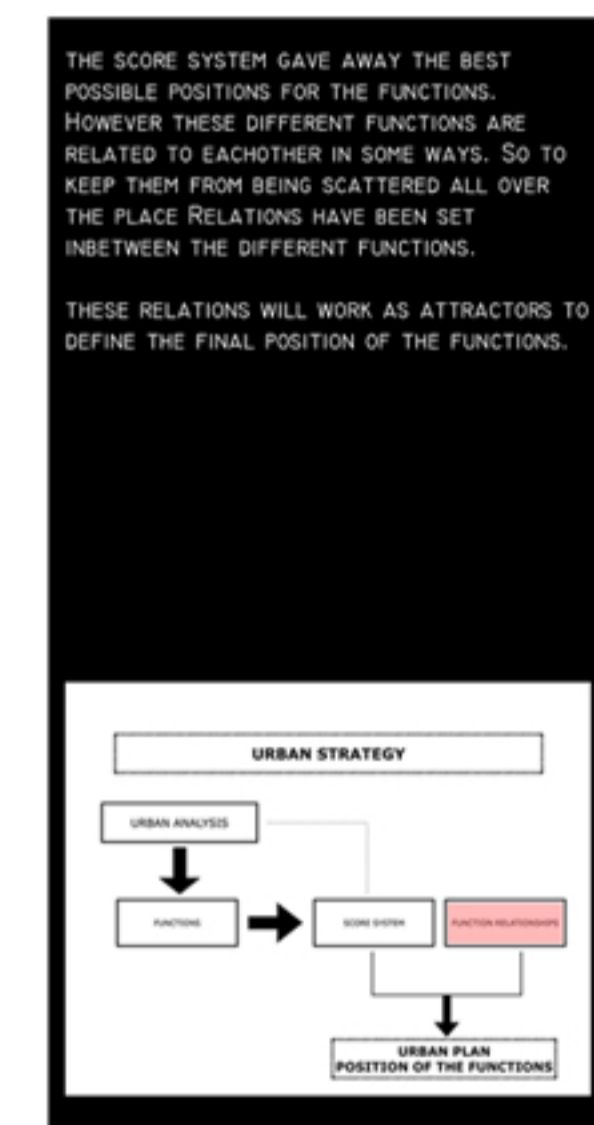 THE SCORE SYSTEM GAVE AWAY THE BEST
POSSIBLE POSITIONS FOR THE FUNCTIONS.
HOWEVER THESE DIFFERENT FUNCTIONS ARE
RELATED TO EACHOTHER IN SOME WAYS. SO TO
KEEP THEM FROM BEING SCATTERED ALL OVER
THE PLACE RELATIONS HAVE BEEN SET
INBETWEEN THE DIFFERENT FUNCTIONS.
THESE RELATIONS WILL WORK AS ATTRACTORS TO
DEFINE THE FINAL POSITION OF THE FUNCTIONS.
URBAN STRATEGY
URBAN ANALYSIS
FUNCTIONS
SCORE SYSTEM
FUNCTION RELATIONSHIPS
URBAN PLAN
POSITION OF THE FUNCTIONS